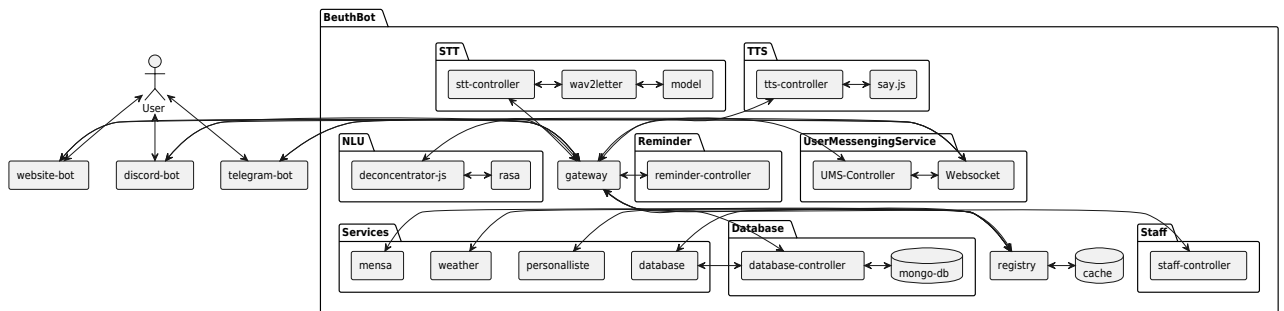 BeuthBot
STT
TTS
stt-controller
wav2letter
model
tts-controller
say.js
User
NLU
Reminder
UserMessengingService
website-bot
discord-bot
telegram-bot
deconcentrator-js
rasa
gateway
reminder-controller
UMS-Controller
Websocket
Services
Database
Staff
mensa
weather
personalliste
database
database-controller
mongo-db
registry
cache
staff-controller